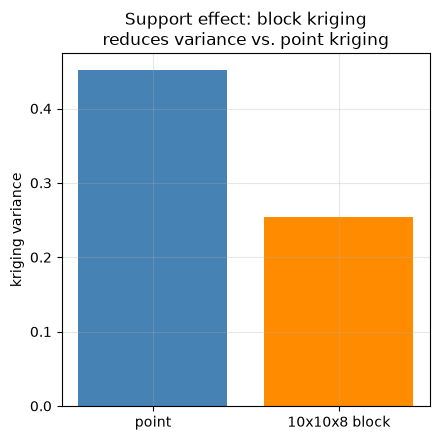 Support effect: block kriging
reduces variance vs. point kriging
kriging variance
0.4
0.3
0.2
0.1
0.0
point
10x10x8 block